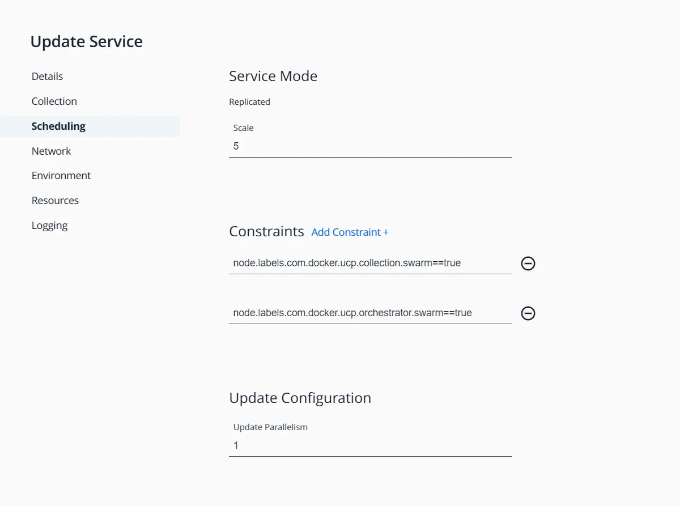 Update Service
Details
Collection
Scheduling
Network
Environment
Resources
Logging
Service Mode
Replicated
Scale
5
Constraints Add Constraint +
node.labels.com.docker.ucp.collection.swarm==true
node.labels.com.docker.ucp.orchestrator.swarm==true
Update Configuration
Update Parallelism
1